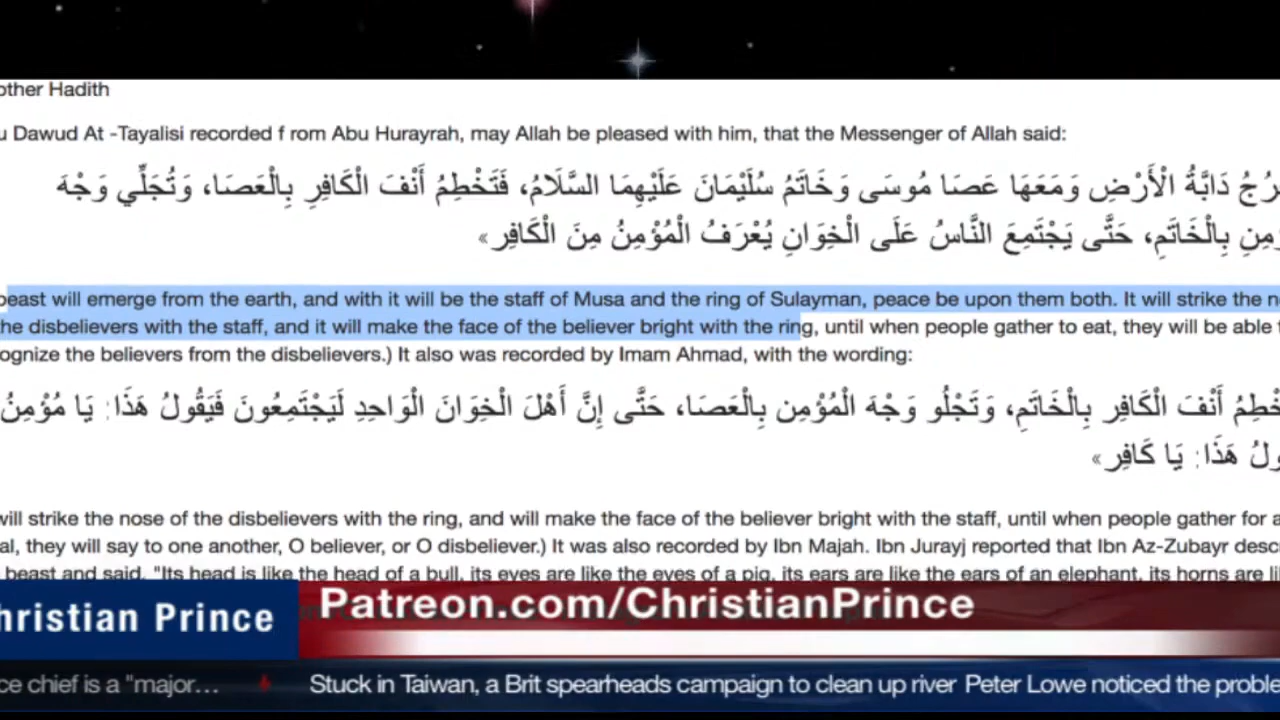 other Hadith
u Dawud At -Tayalisi recorded f rom Abu Hurayrah, may Allah be pleased with him, that the Messenger of Allah said:
رُجُ دَابَّةُ الْأَرْضِ وَمَعَهَا عَصَا مُوسَى وَخَاتَمُ سُلَيْمَانَ عَلَيْهِمَا السَّلَامُ، فَتَخْطِمُ أَنْفَ الْكَافِرِ بِالْعَصَا، وَتُجَلِّي وَجْهَ
مِنِ بِالْخَاتَمِ، حَتَّى يَجْتَمِعَ النَّاسُ عَلَى الْخِوَانِ يُعْرَفُ الْمُؤْمِنُ مِنَ الْكَافِرِ»
beast will emerge from the earth, and with it will be the staff of Musa and the ring of Sulayman, peace be upon them both. It will strike the n
he disbelievers with the staff, and it will make the face of the believer bright with the ring, until when people gather to eat, they will be able t
ognize the believers from the disbelievers.) It also was recorded by Imam Ahmad, with the wording:
خْطِمُ أَنْفَ الْكَافِرِ بِالْخَاتَمِ، وَتَجْلُو وَجْهَ الْمُؤْمِنِ بِالْعَصَا، حَتَّى إِنَّ أَهْلَ الْخِوَانَ الْوَاحِدِ لَيَجْتَمِعُونَ فَيَقُولُ هَذَا: يَا مُؤْمِنُ
ولُ هَذَا: يَا كَافِر»
will strike the nose of the disbelievers with the ring, and will make the face of the believer bright with the staff, until when people gather for a
al, they will say to one another, O believer, or O disbeliever.) It was also recorded by Ibn Majah. Ibn Jurayj reported that Ibn Az-Zubayr desc
beast and said, "Its head is like the head of a bull, its eyes are like the eyes of a pig, its ears are like the ears of an elephant, its horns are li
hristian Prince
Patreon.com/ChristianPrince
ce chief is a "major...
Stuck in Taiwan, a Brit spearheads campaign to clean up river Peter Lowe noticed the proble